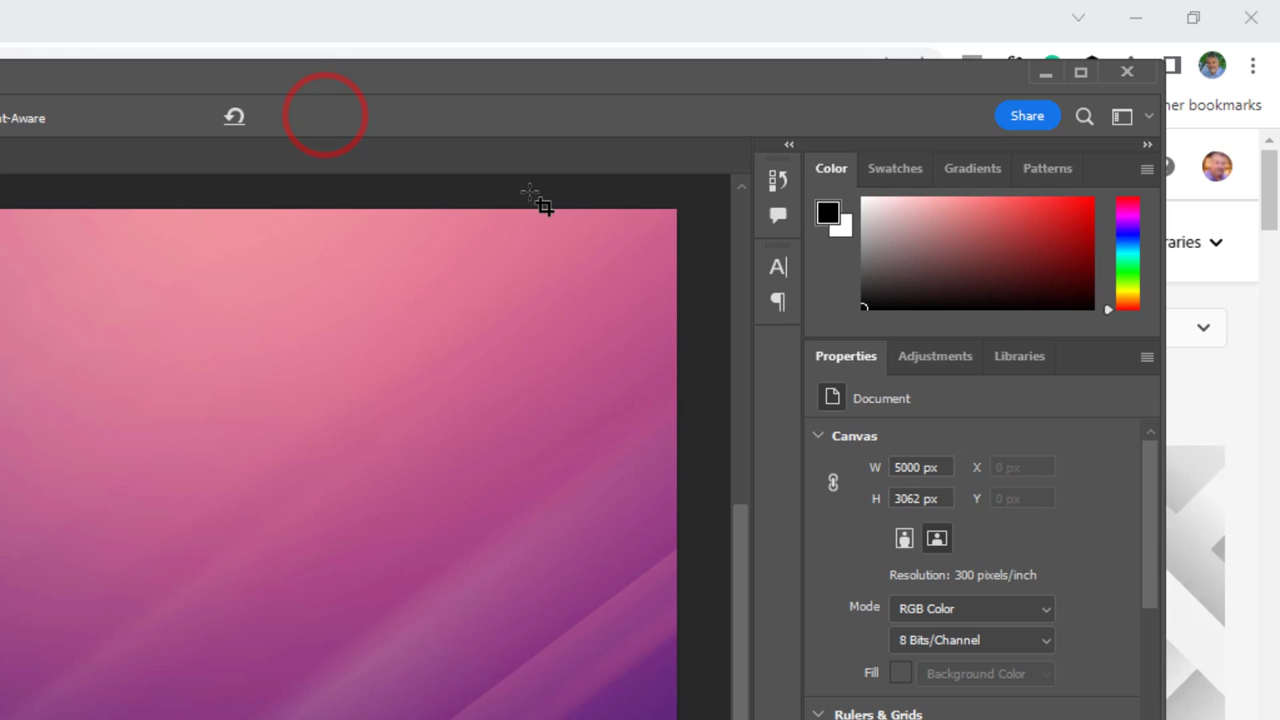 her bookmarks
nt-Aware
Share
Color Swatches Gradients Patterns
raries
Properties Adjustments Libraries
Document
Canvas
W 5000 px X 0 px
H 3062 px Y 0 px
Resolution: 300 pixels/inch
Mode RGB Color
8 Bits/Channel
Fill Background Color
Rulers & Grids